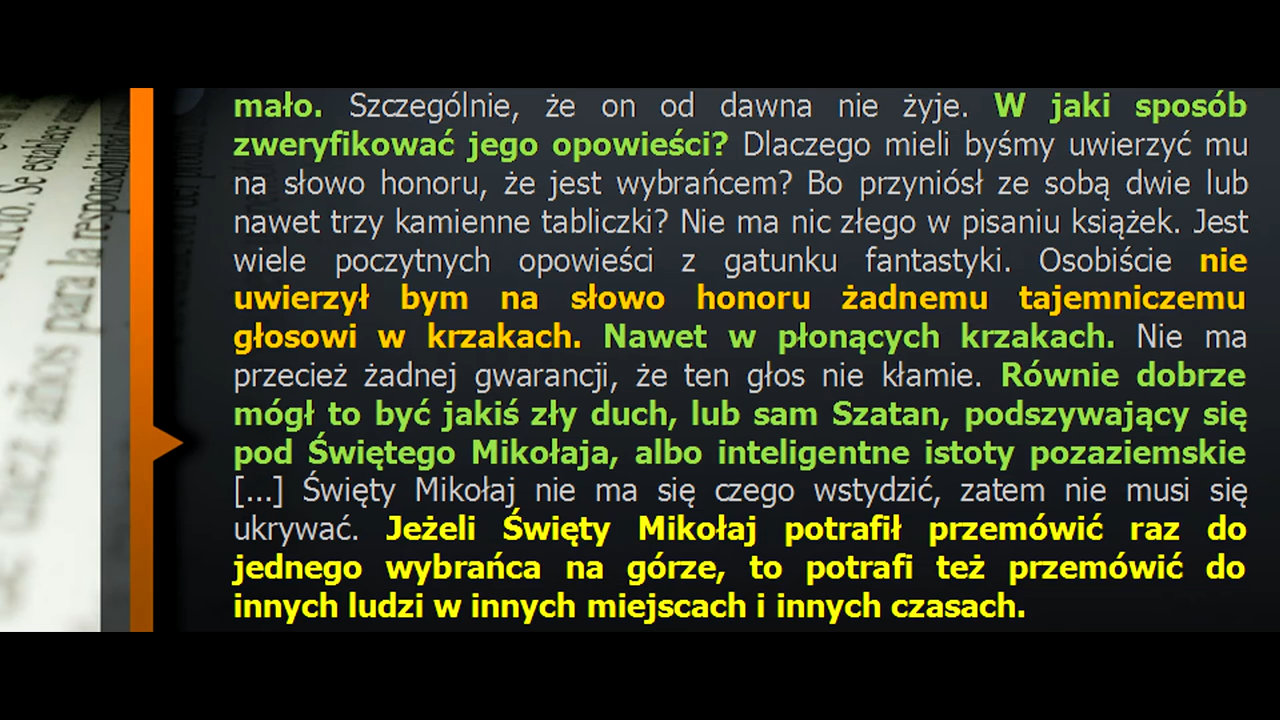 mało. Szczególnie, że on od dawna nie żyje. W jaki sposób
zweryfikować jego opowieści? Dlaczego mieli byśmy uwierzyć mu
na słowo honoru, że jest wybrańcem? Bo przyniósł ze sobą dwie lub
nawet trzy kamienne tabliczki? Nie ma nic złego w pisaniu książek. Jest
wiele poczytnych opowieści z gatunku fantastyki. Osobiście nie
uwierzył bym na słowo honoru żadnemu tajemniczemu
głosowi w krzakach. Nawet w płonących krzakach. Nie ma
przecież żadnej gwarancji, że ten głos nie kłamie. Równie dobrze
mógł to być jakiś zły duch, lub sam Szatan, podszywający się
pod Świętego Mikołaja, albo inteligentne istoty pozaziemskie
[...] Święty Mikołaj nie ma się czego wstydzić, zatem nie musi się
ukrywać. Jeżeli Święty Mikołaj potrafił przemówić raz do
jednego wybrańca na górze, to potrafi też przemówić do
innych ludzi w innych miejscach i innych czasach.
para la
años
Se establece